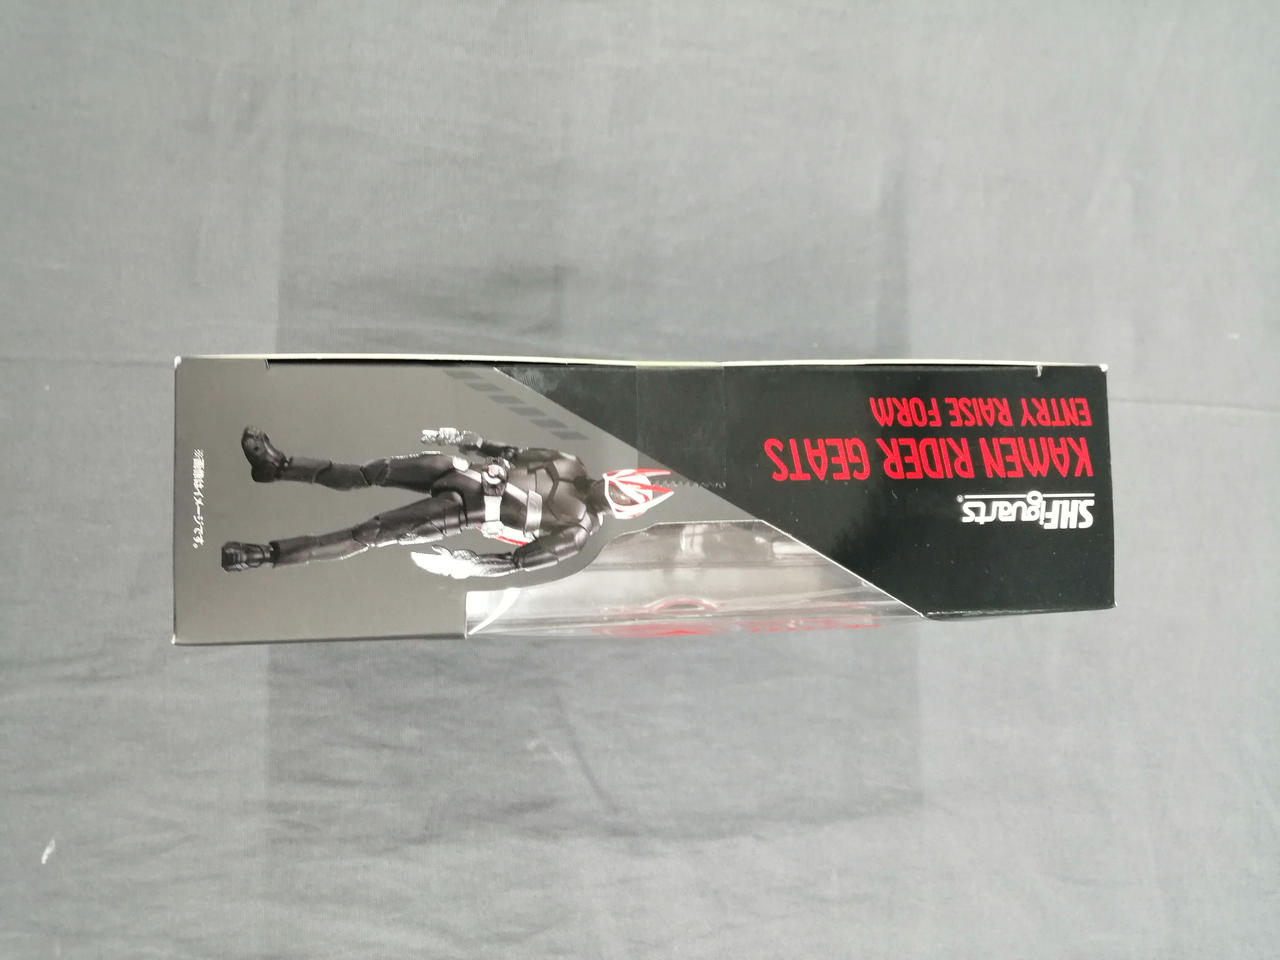 S.H.Figuarts
KAMEN RIDER GEATS
ENTRY RAISE FORM
※画像はイメージです。